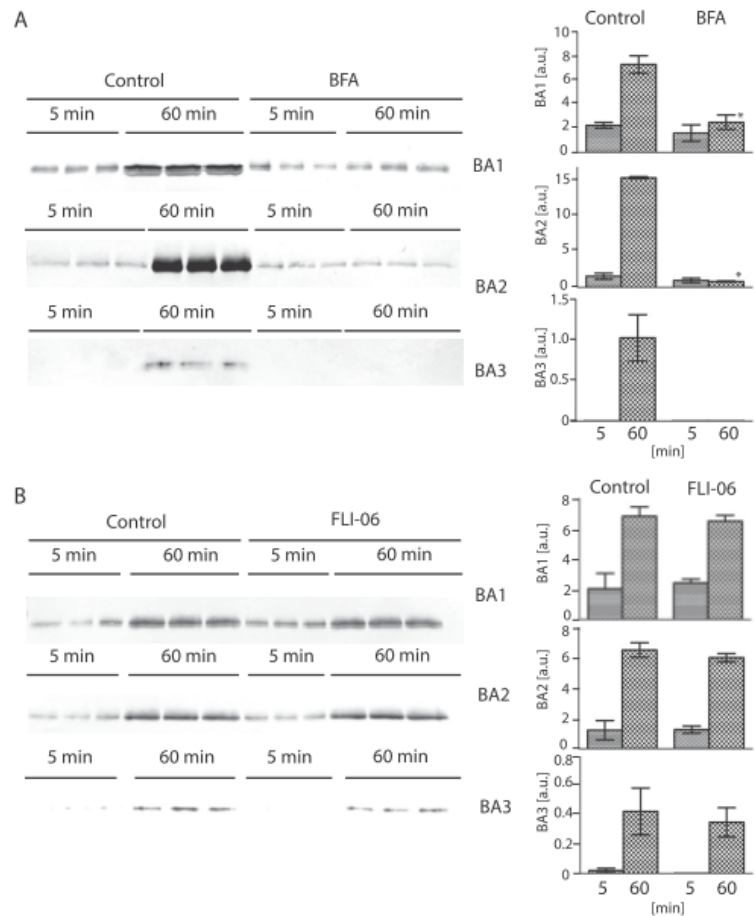 A
Control BFA
5 min 60 min 5 min 60 min
BA1
5 min 60 min 5 min 60 min
BA2
5 min 60 min 5 min 60 min
BA3
Control BFA
BA1 [a.u.]
10
8
6
4
2
0
*
BA2 [a.u.]
15
10
5
0
*
BA3 [a.u.]
1.5
1.0
0.5
0
5 60 5 60
[min]
B
Control FLI-06
5 min 60 min 5 min 60 min
BA1
5 min 60 min 5 min 60 min
BA2
5 min 60 min 5 min 60 min
BA3
Control FLI-06
BA1 [a.u.]
8
6
4
2
0
BA2 [a.u.]
8
6
4
2
0
BA3 [a.u.]
0.8
0.6
0.4
0.2
0
5 60 5 60
[min]